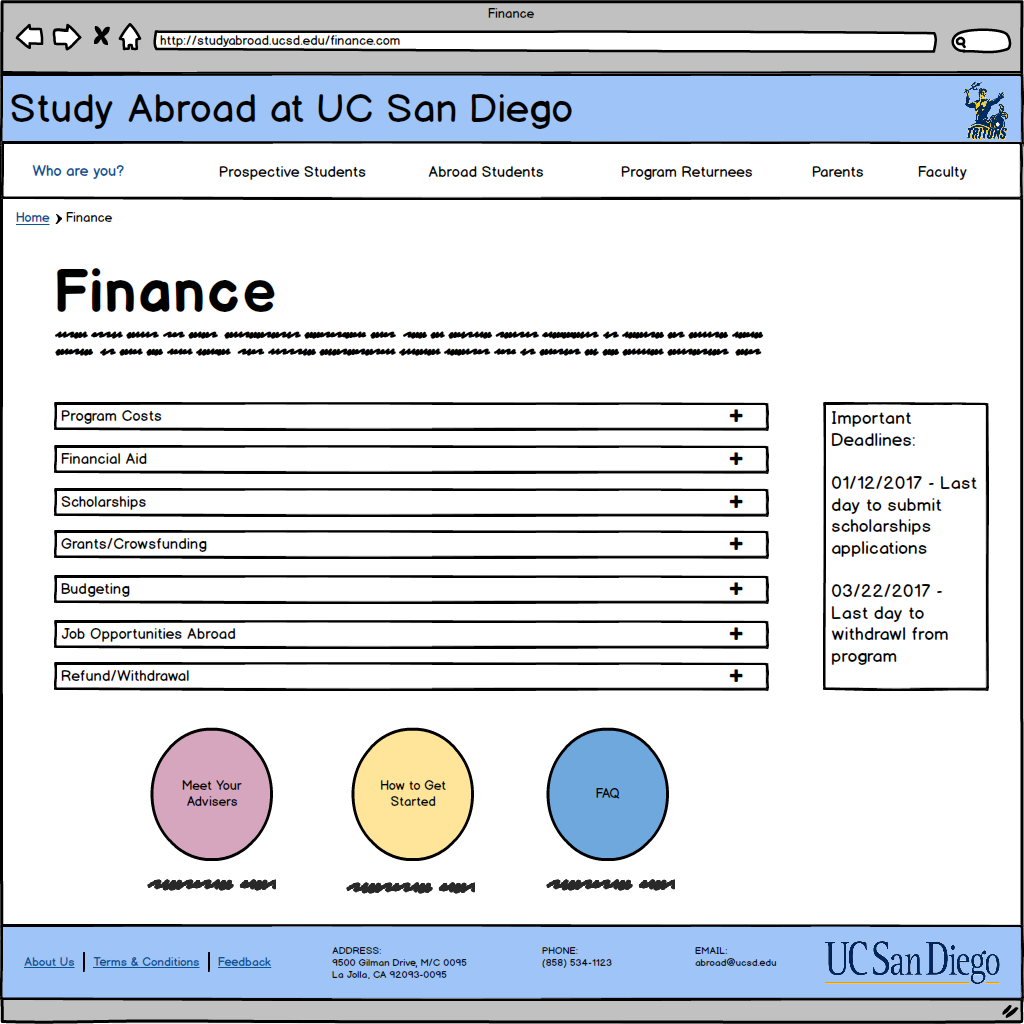 Finance
http://studyabroad.ucsd.edu/finance.com
Study Abroad at UC San Diego
TRITONS
Who are you?
Prospective Students
Abroad Students
Program Returnees
Parents
Faculty
Home
Finance
Finance
Program Costs
Financial Aid
Scholarships
Grants/Crowsfunding
Budgeting
Job Opportunities Abroad
Refund/Withdrawal
Important
Deadlines:
01/12/2017 - Last
day to submit
scholarships
applications
03/22/2017 -
Last day to
withdrawl from
program
Meet Your
Advisers
How to Get
Started
FAQ
About Us
Terms & Conditions
Feedback
ADDRESS:
9500 Gilman Drive, M/C 0095
La Jolla, CA 92093-0095
PHONE:
(858) 534-1123
EMAIL:
abroad@ucsd.edu
UC San Diego